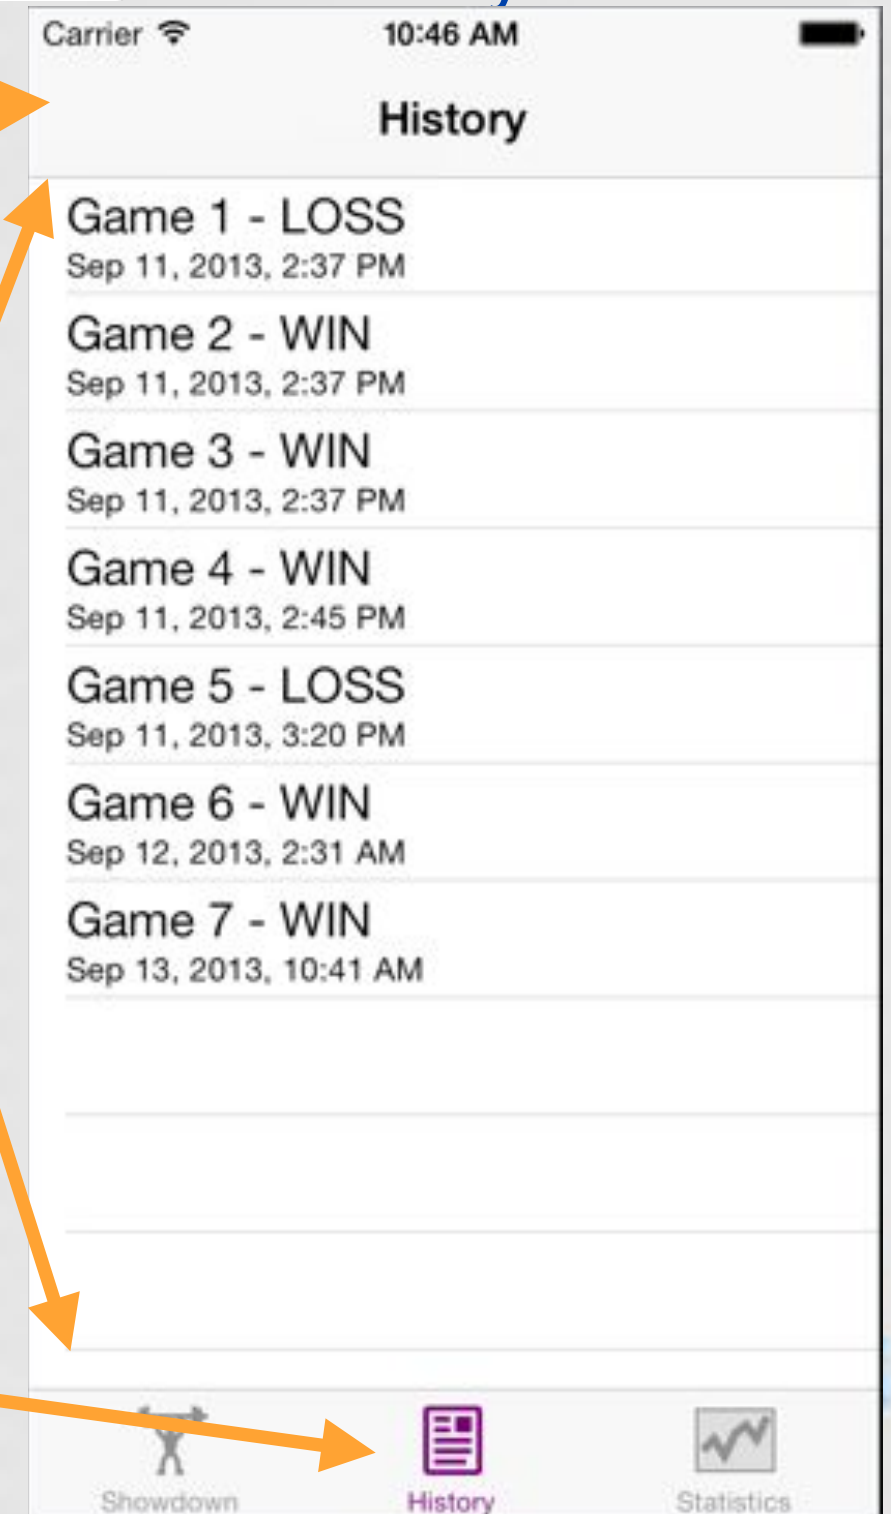 Carrier 10:46 AM
History
Game 1 - LOSS
Sep 11, 2013, 2:37 PM
Game 2 - WIN
Sep 11, 2013, 2:37 PM
Game 3 - WIN
Sep 11, 2013, 2:37 PM
Game 4 - WIN
Sep 11, 2013, 2:45 PM
Game 5 - LOSS
Sep 11, 2013, 3:20 PM
Game 6 - WIN
Sep 12, 2013, 2:31 AM
Game 7 - WIN
Sep 13, 2013, 10:41 AM
Showdown History Statistics